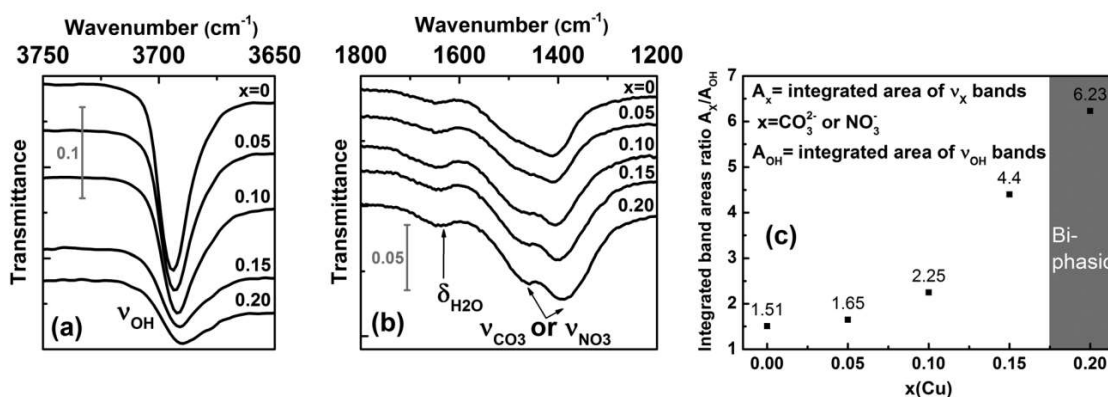 Wavenumber (cm⁻¹)
3750 3700 3650
x=0
0.1
0.05
0.10
0.15
0.20
νOH
(a)
Transmittance
Wavenumber (cm⁻¹)
1800 1600 1400 1200
x=0
0.05
0.10
0.15
0.20
0.05
δH2O
(b)
νCO3 or νNO3
Transmittance
Integrated band areas ratio AX/AOH
7
6
5
4
3
2
1
Ax= integrated area of νX bands
x=CO₃²⁻ or NO₃⁻
AOH= integrated area of νOH bands
6.23
4.4
(c)
Bi-
phasic
2.25
1.65
1.51
0.00 0.05 0.10 0.15 0.20
x(Cu)